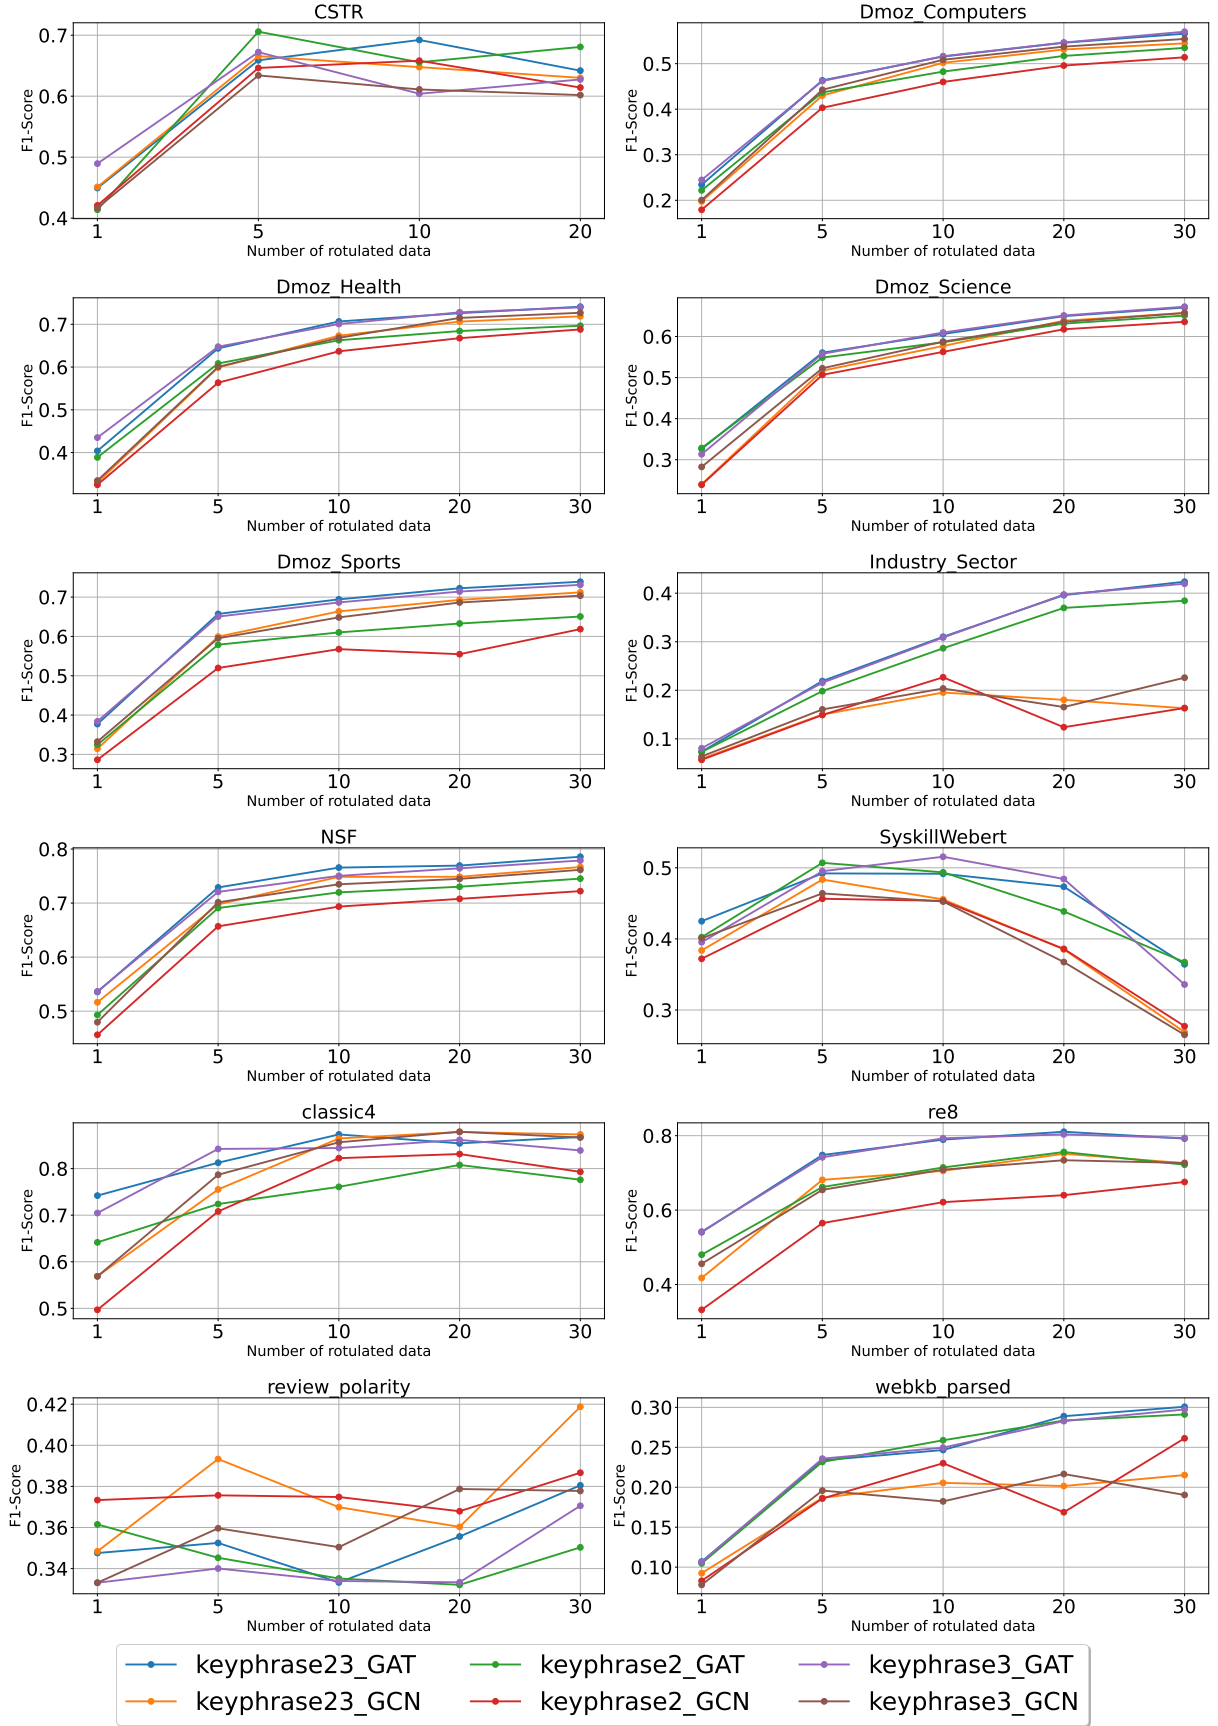 CSTR
0.7
0.6
0.5
0.4
F1-Score
1 5 10 20
Number of rotulated data
Dmoz_Computers
0.5
0.4
0.3
0.2
F1-Score
1 5 10 20 30
Number of rotulated data
Dmoz_Health
0.7
0.6
0.5
0.4
F1-Score
1 5 10 20 30
Number of rotulated data
Dmoz_Science
0.6
0.5
0.4
0.3
F1-Score
1 5 10 20 30
Number of rotulated data
Dmoz_Sports
0.7
0.6
0.5
0.4
0.3
F1-Score
1 5 10 20 30
Number of rotulated data
Industry_Sector
0.4
0.3
0.2
0.1
F1-Score
1 5 10 20 30
Number of rotulated data
NSF
0.8
0.7
0.6
0.5
F1-Score
1 5 10 20 30
Number of rotulated data
SyskillWebert
0.5
0.4
0.3
F1-Score
1 5 10 20 30
Number of rotulated data
classic4
0.8
0.7
0.6
0.5
F1-Score
1 5 10 20 30
Number of rotulated data
re8
0.8
0.6
0.4
F1-Score
1 5 10 20 30
Number of rotulated data
review_polarity
0.42
0.40
0.38
0.36
0.34
F1-Score
1 5 10 20 30
Number of rotulated data
webkb_parsed
0.30
0.25
0.20
0.15
0.10
F1-Score
1 5 10 20 30
Number of rotulated data
keyphrase23_GAT keyphrase2_GAT keyphrase3_GAT
keyphrase23_GCN keyphrase2_GCN keyphrase3_GCN